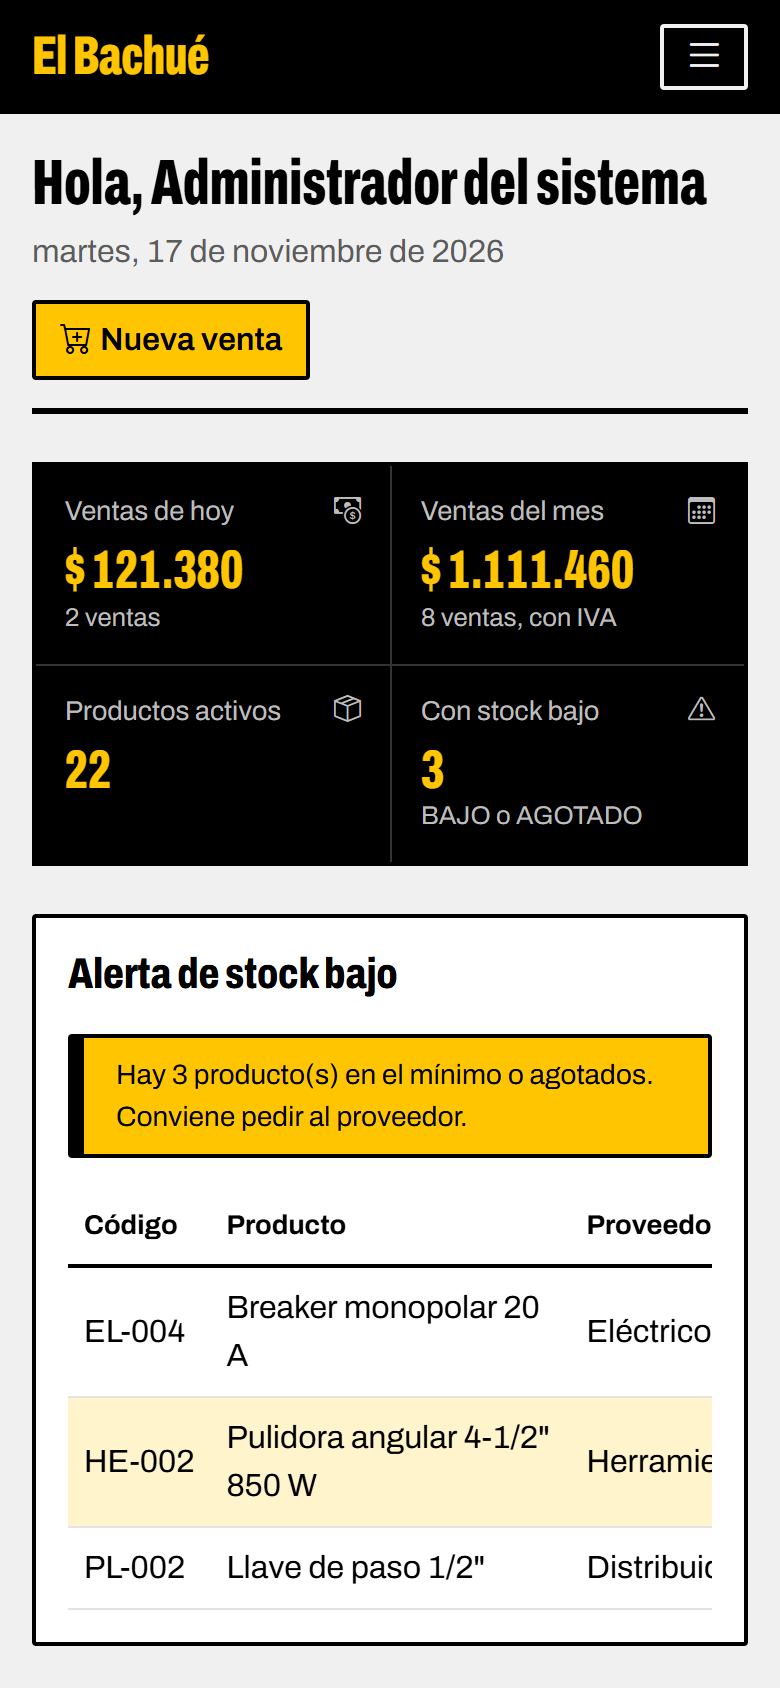 El Bachué
Hola, Administrador del sistema
martes, 17 de noviembre de 2026
Nueva venta
Ventas de hoy
$ 121.380
2 ventas
Ventas del mes
$ 1.111.460
8 ventas, con IVA
Productos activos
22
Con stock bajo
3
BAJO o AGOTADO
Alerta de stock bajo
Hay 3 producto(s) en el mínimo o agotados.
Conviene pedir al proveedor.
Código Producto Proveedo
EL-004 Breaker monopolar 20 Eléctrico
A
HE-002 Pulidora angular 4-1/2" Herramie
850 W
PL-002 Llave de paso 1/2" Distribuid